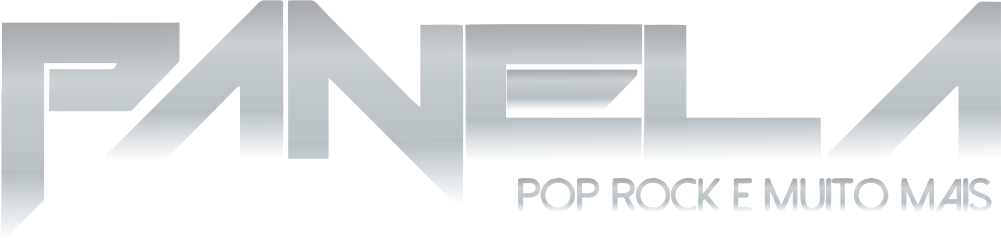 PANELA
POP ROCK E MUITO MAIS